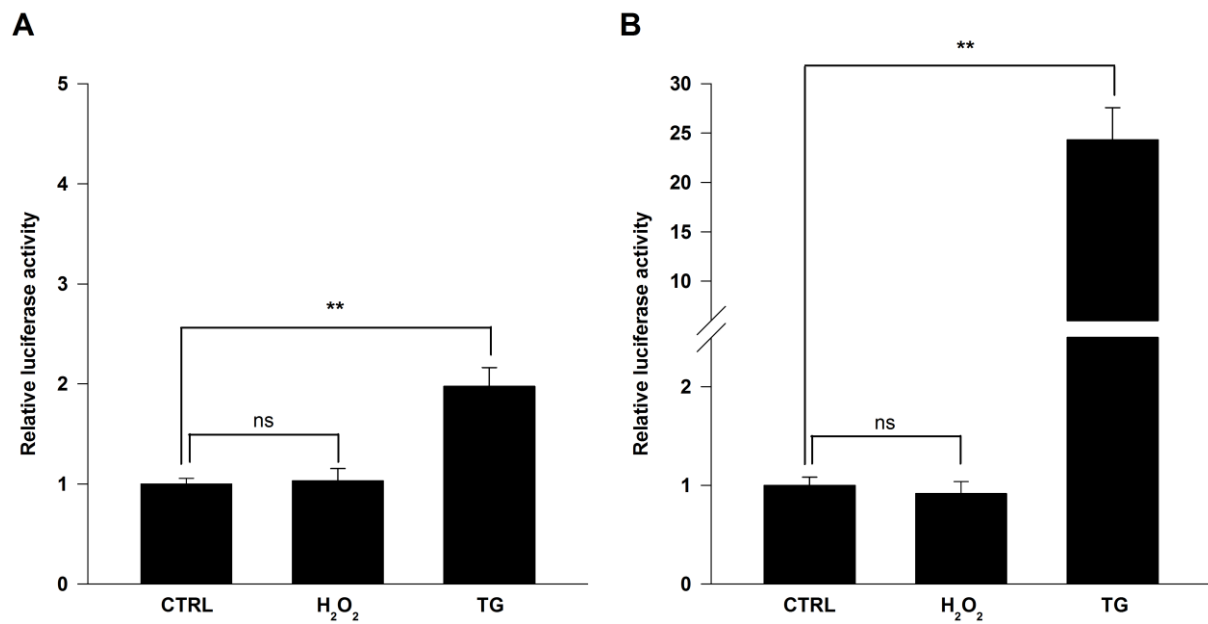 A
Relative luciferase activity
5
4
3
2
1
0
**
ns
CTRL
H₂O₂
TG
B
Relative luciferase activity
30
25
20
15
10
2
1
0
**
ns
CTRL
H₂O₂
TG